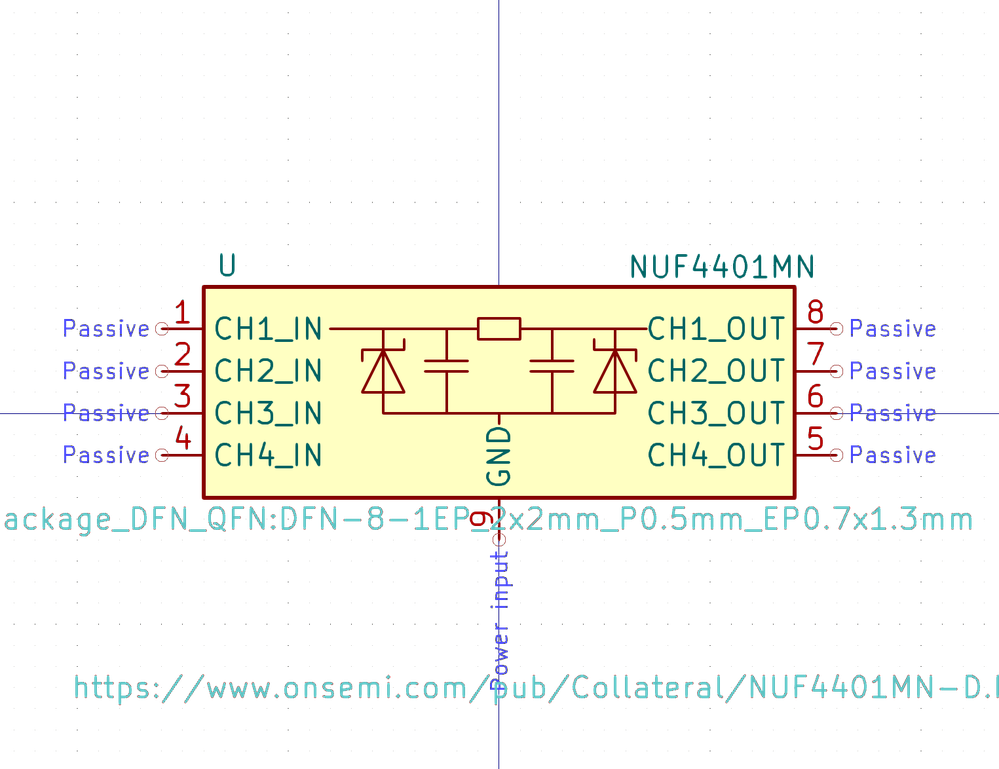 U NUF4401MN
Passive 1 CH1_IN CH1_OUT 8 Passive
Passive 2 CH2_IN CH2_OUT 7 Passive
Passive 3 CH3_IN CH3_OUT 6 Passive
Passive 4 CH4_IN CH4_OUT 5 Passive
GND
9
ackage_DFN_QFN:DFN-8-1EP_2x2mm_P0.5mm_EP0.7x1.3mm
Power input
https://www.onsemi.com/pub/Collateral/NUF4401MN-D.